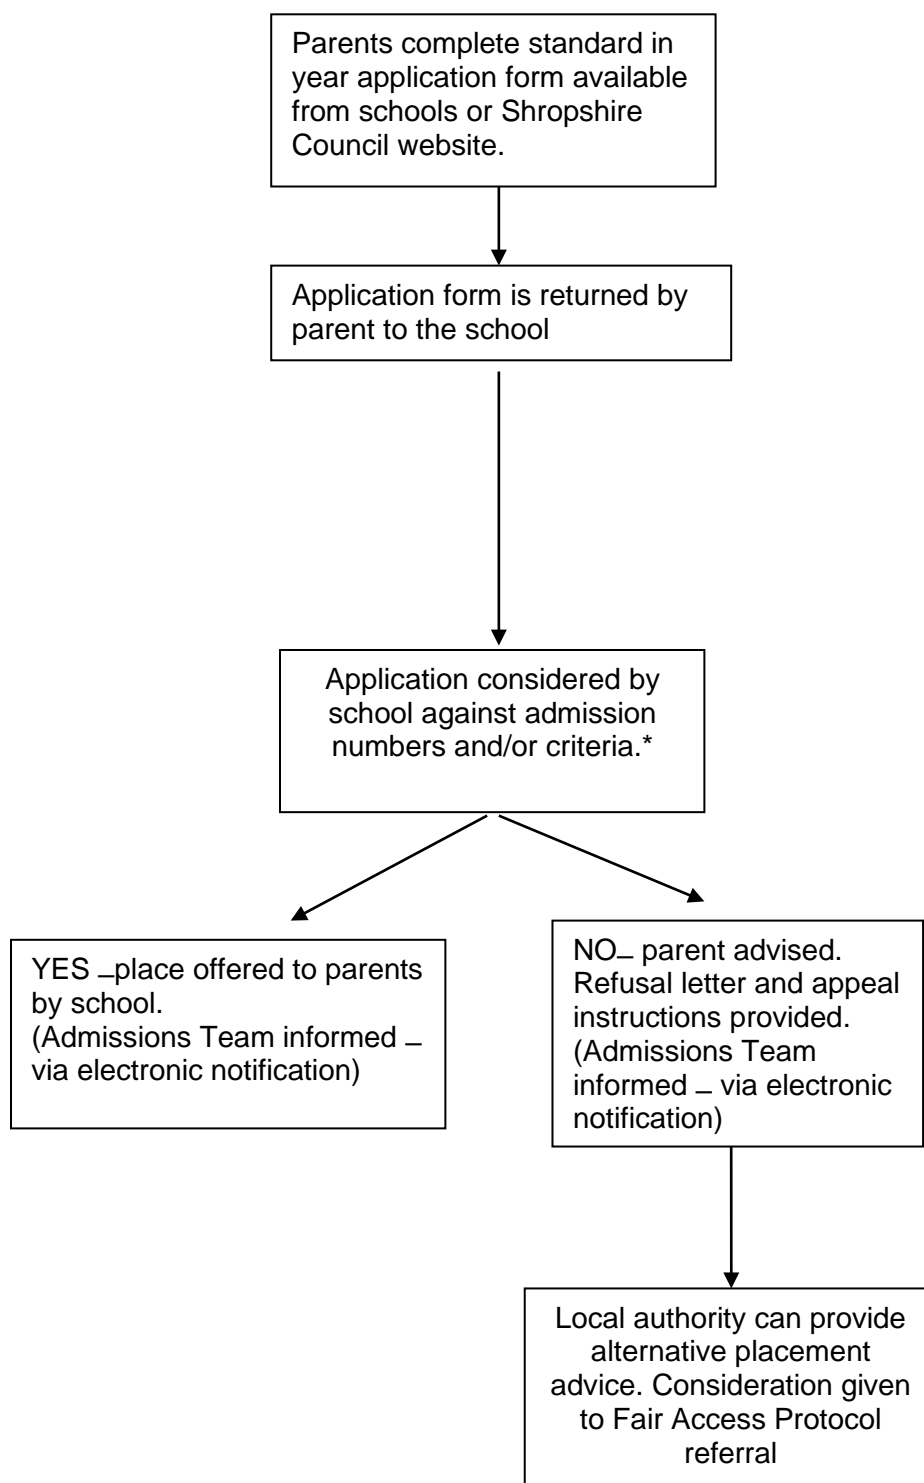 Parents complete standard in
year application form available
from schools or Shropshire
Council website.
Application form is returned by
parent to the school
Application considered by
school against admission
numbers and/or criteria.*
YES –place offered to parents
by school.
(Admissions Team informed –
via electronic notification)
NO– parent advised.
Refusal letter and appeal
instructions provided.
(Admissions Team
informed – via electronic
notification)
Local authority can provide
alternative placement
advice. Consideration given
to Fair Access Protocol
referral